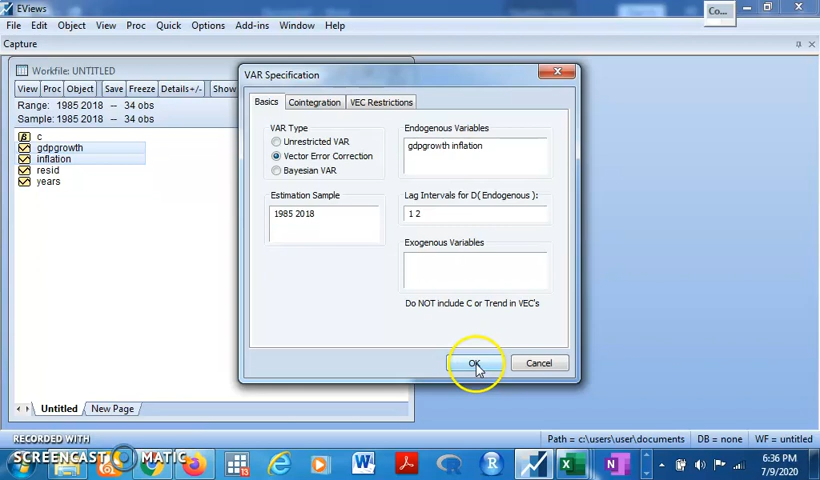 EViews
Co...
File Edit Object View Proc Quick Options Add-ins Window Help
Capture
Workfile: UNTITLED
View Proc Object Save Freeze Details+/- Show
Range: 1985 2018 -- 34 obs
Sample: 1985 2018 -- 34 obs
c
gdpgrowth
inflation
resid
years
Untitled New Page
VAR Specification
Basics Cointegration VEC Restrictions
VAR Type
Unrestricted VAR
Vector Error Correction
Bayesian VAR
Estimation Sample
1985 2018
Endogenous Variables
gdpgrowth inflation
Lag Intervals for D( Endogenous ):
1 2
Exogenous Variables
Do NOT include C or Trend in VEC's
OK Cancel
Path = c:\users\user\documents DB = none WF = untitled
RECORDED WITH
SCREENCAST MATIC
6:36 PM
7/9/2020